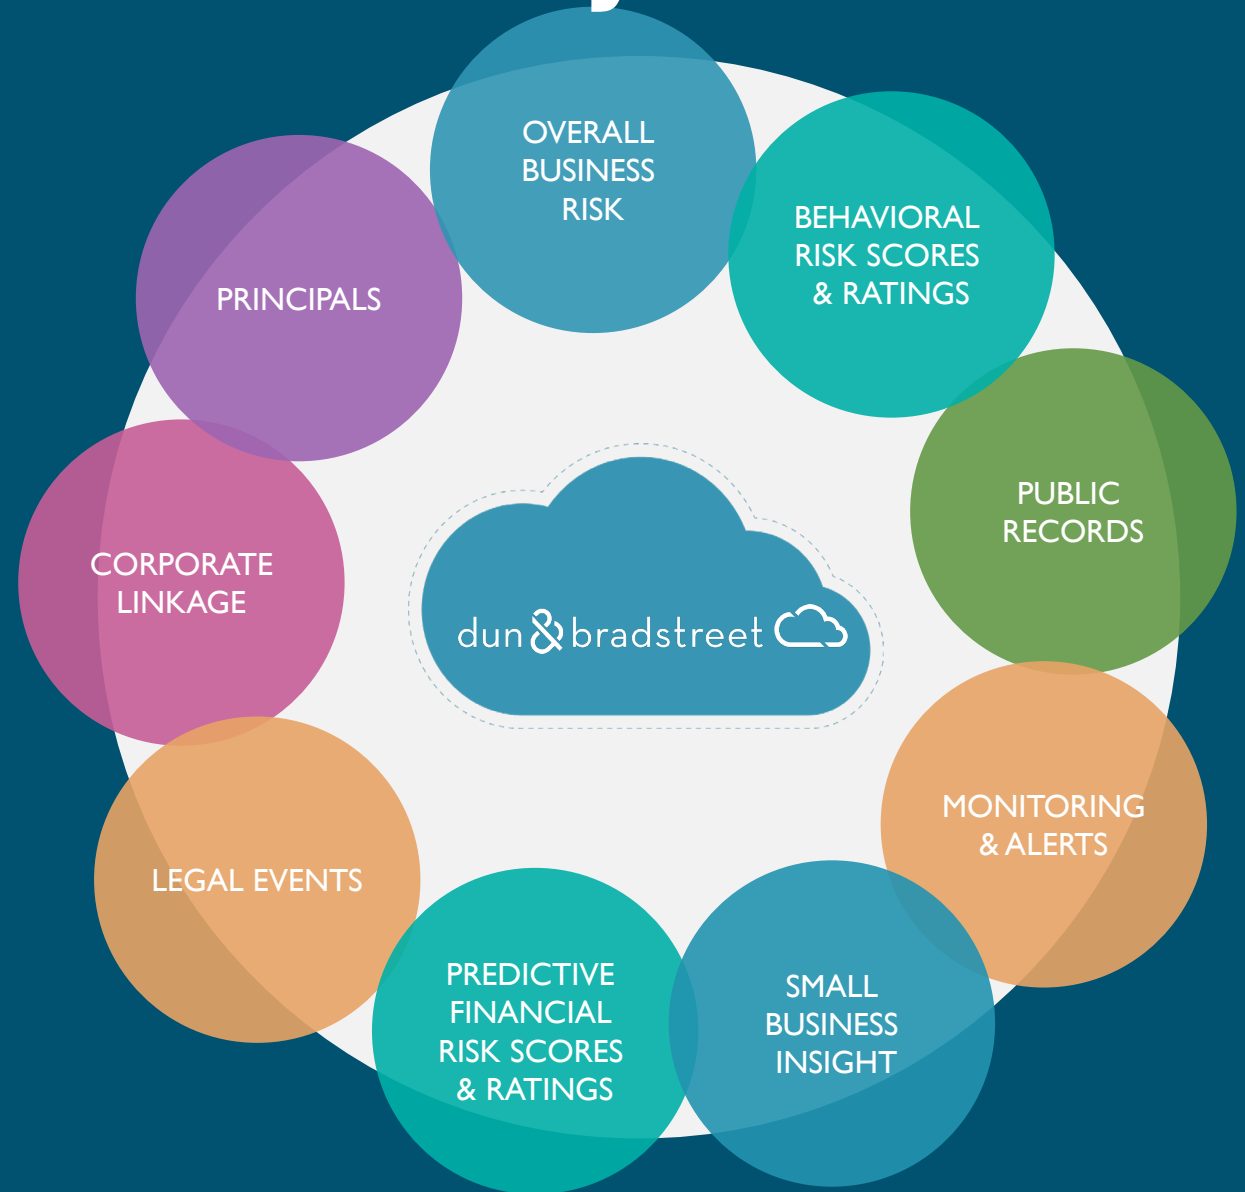 OVERALL
BUSINESS
RISK
BEHAVIORAL
RISK SCORES
& RATINGS
PUBLIC
RECORDS
MONITORING
& ALERTS
SMALL
BUSINESS
INSIGHT
PREDICTIVE
FINANCIAL
RISK SCORES
& RATINGS
LEGAL EVENTS
CORPORATE
LINKAGE
PRINCIPALS
dun & bradstreet